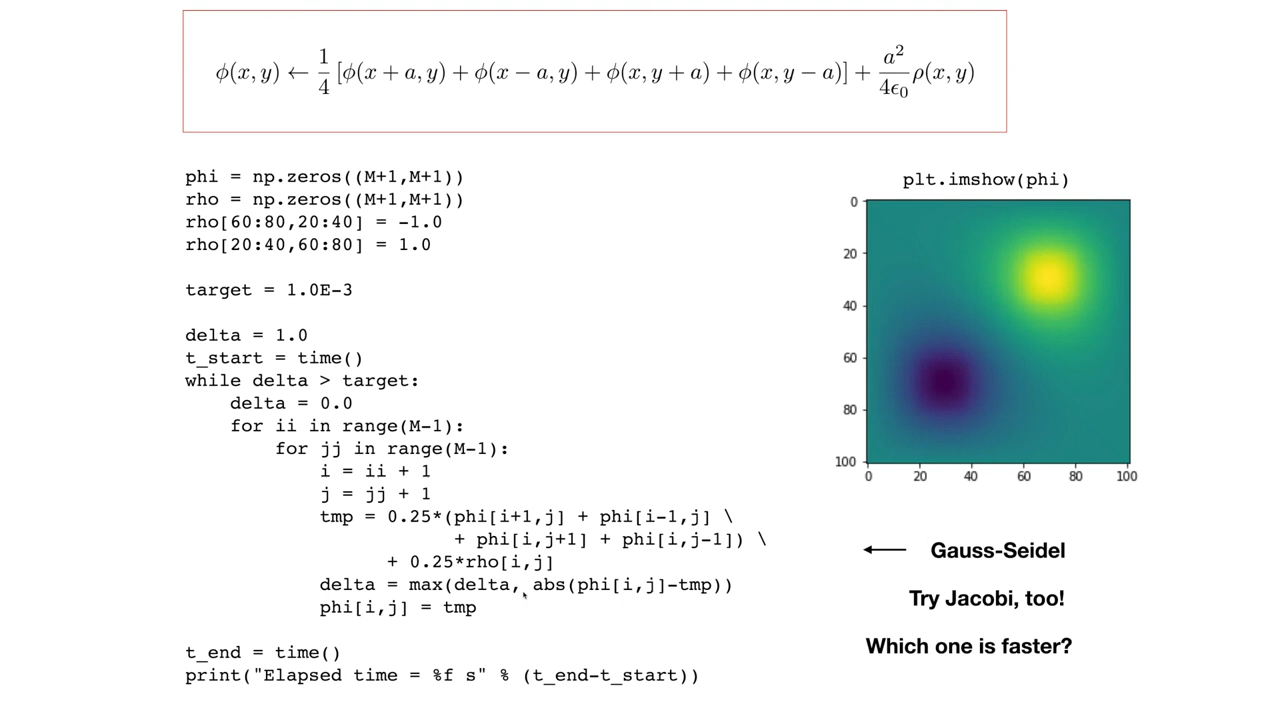 ϕ(x, y) ← 1/4 [ϕ(x + a, y) + ϕ(x − a, y) + ϕ(x, y + a) + ϕ(x, y − a)] + a²/4ϵ₀ ρ(x, y)
phi = np.zeros((M+1,M+1))
rho = np.zeros((M+1,M+1))
rho[60:80,20:40] = -1.0
rho[20:40,60:80] = 1.0
target = 1.0E-3
delta = 1.0
t_start = time()
while delta > target:
    delta = 0.0
    for ii in range(M-1):
        for jj in range(M-1):
            i = ii + 1
            j = jj + 1
            tmp = 0.25*(phi[i+1,j] + phi[i-1,j] \
                        + phi[i,j+1] + phi[i,j-1]) \
                  + 0.25*rho[i,j]
            delta = max(delta, abs(phi[i,j]-tmp))
            phi[i,j] = tmp
t_end = time()
print("Elapsed time = %f s" % (t_end-t_start))
plt.imshow(phi)
0
20
40
60
80
100
0 20 40 60 80 100
← Gauss-Seidel
Try Jacobi, too!
Which one is faster?